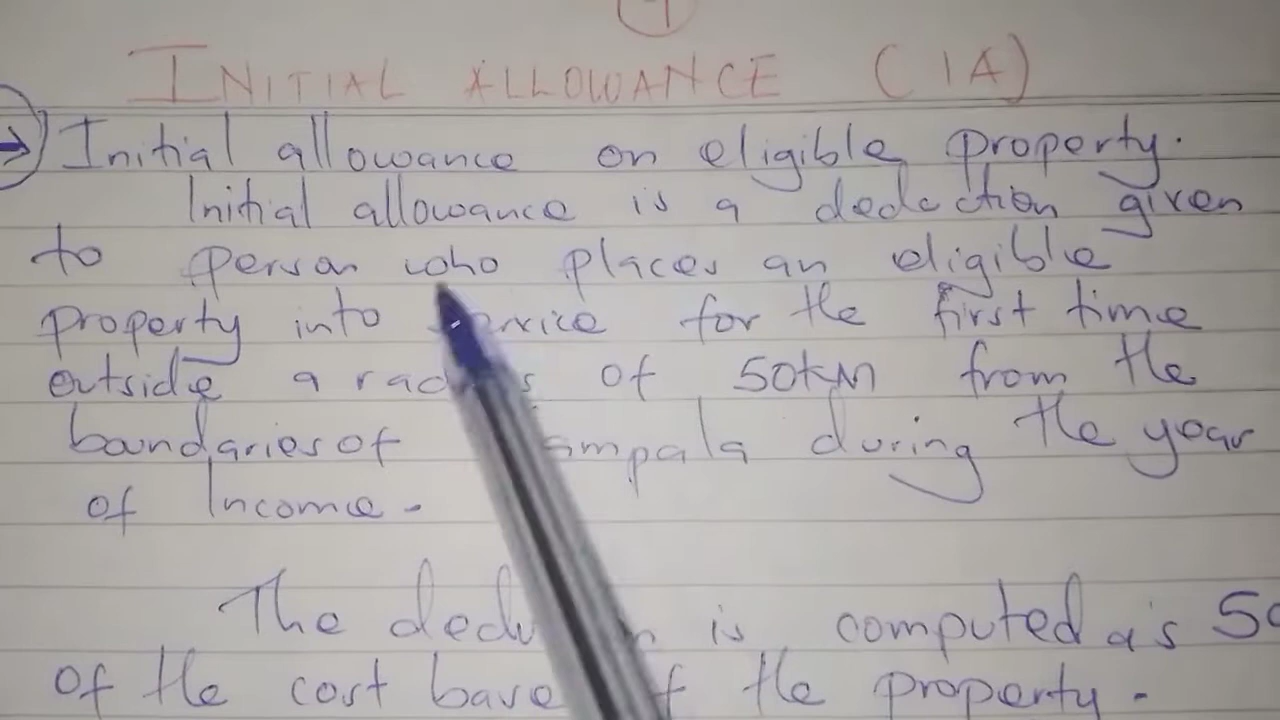 1
INITIAL ALLOWANCE (IA)
Initial allowance on eligible property.
Initial allowance is a deduction given
to person who places an eligible
property into service for the first time
outside a of 50KM from the
boundaries of during the year
of Income.
The is computed as
of the cost base the property.